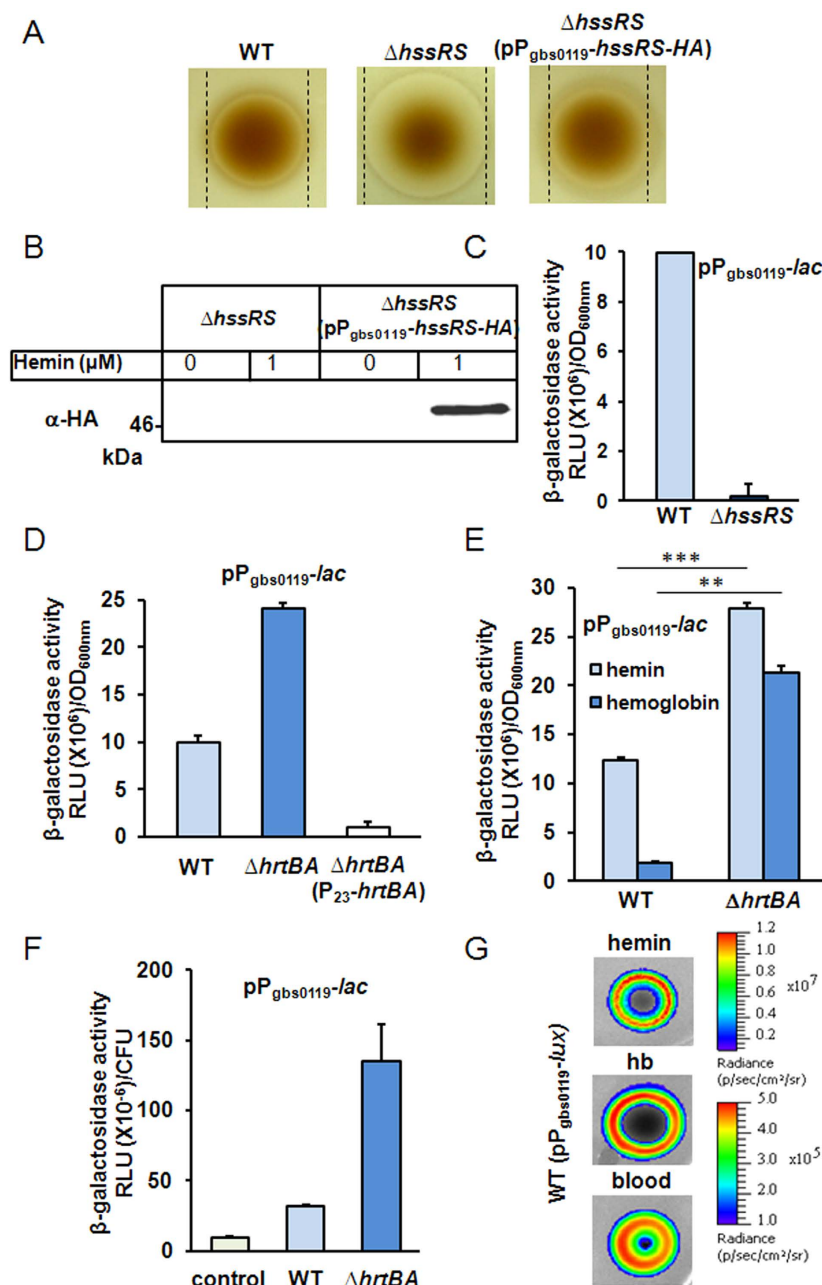 A
WT
ΔhssRS
ΔhssRS
(pPgbs0119-hssRS-HA)
B
ΔhssRS
ΔhssRS
(pPgbs0119-hssRS-HA)
Hemin (µM)
0
1
0
1
α-HA
46
kDa
C
β-galactosidase activity
RLU (X10⁶)/OD600nm
10
8
6
4
2
0
pPgbs0119-lac
WT
ΔhssRS
D
pPgbs0119-lac
β-galactosidase activity
RLU (X10⁶)/OD600nm
25
20
15
10
5
0
WT
ΔhrtBA
ΔhrtBA
(P23-hrtBA)
E
***
**
pPgbs0119-lac
hemin
hemoglobin
β-galactosidase activity
RLU (X10⁶)/OD600nm
30
25
20
15
10
5
0
WT
ΔhrtBA
F
pPgbs0119-lac
β-galactosidase activity
RLU (X10⁻⁶)/CFU
200
150
100
50
0
control
WT
ΔhrtBA
G
WT (pPgbs0119-lux)
hemin
hb
blood
1.2
1.0
0.8
0.6
0.4
0.2
x10⁷
Radiance
(p/sec/cm²/sr)
5.0
4.0
3.0
2.0
1.0
x10⁵
Radiance
(p/sec/cm²/sr)